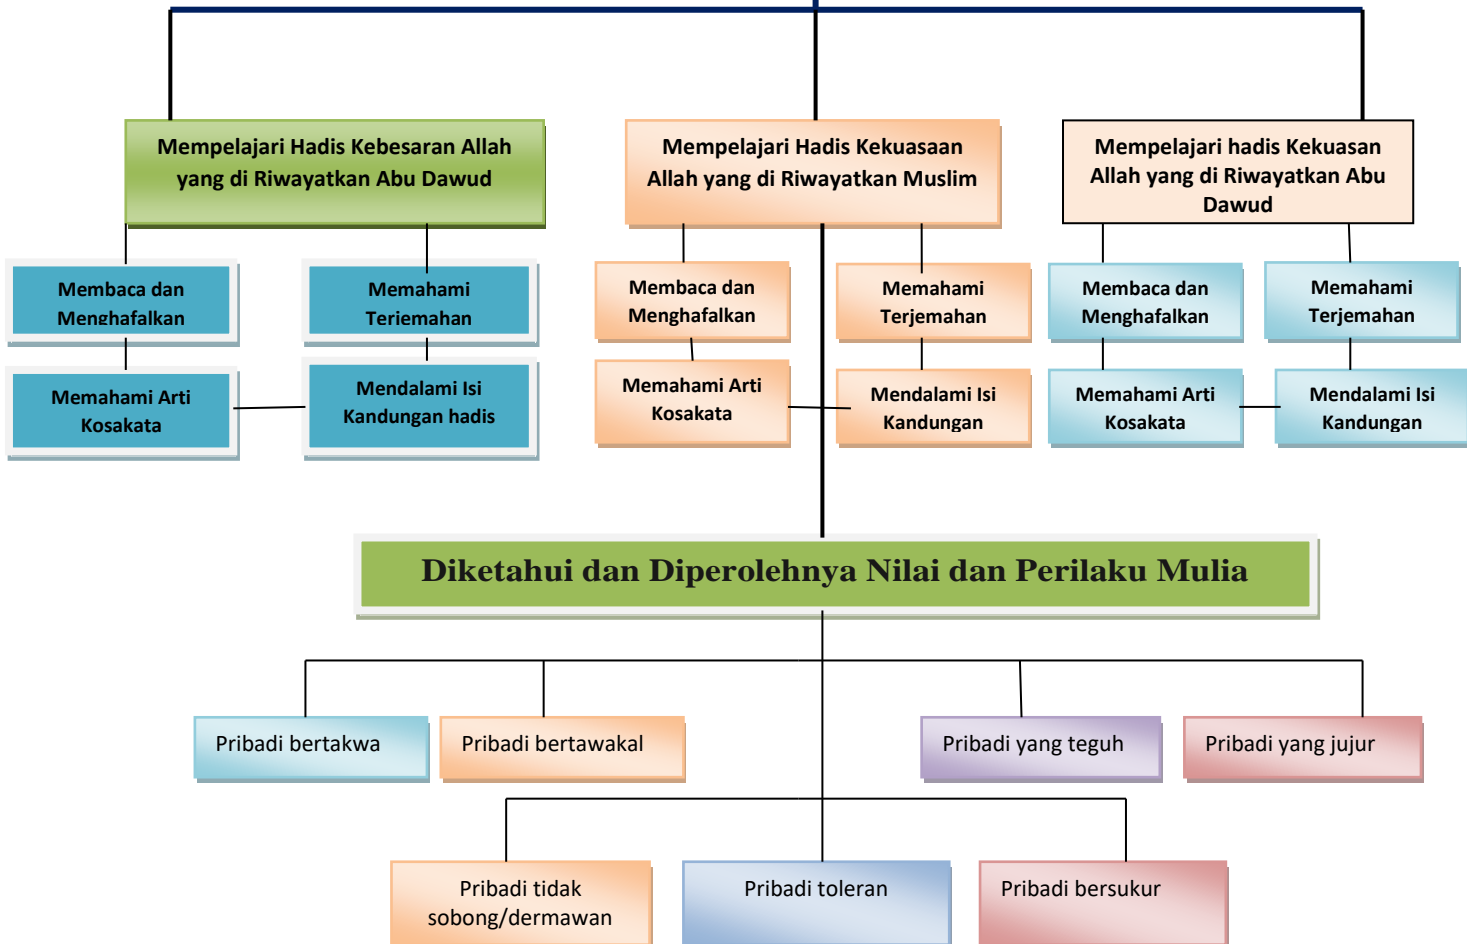 Mempelajari Hadis Kebesaran Allah
yang di Riwayatkan Abu Dawud
Mempelajari Hadis Kekuasaan
Allah yang di Riwayatkan Muslim
Mempelajari hadis Kekuasan
Allah yang di Riwayatkan Abu
Dawud
Membaca dan
Menghafalkan
Memahami
Terjemahan
Membaca dan
Menghafalkan
Memahami
Terjemahan
Membaca dan
Menghafalkan
Memahami
Terjemahan
Memahami Arti
Kosakata
Mendalami Isi
Kandungan hadis
Memahami Arti
Kosakata
Mendalami Isi
Kandungan
Memahami Arti
Kosakata
Mendalami Isi
Kandungan
Diketahui dan Diperolehnya Nilai dan Perilaku Mulia
Pribadi bertakwa
Pribadi bertawakal
Pribadi yang teguh
Pribadi yang jujur
Pribadi tidak
sobong/dermawan
Pribadi toleran
Pribadi bersukur